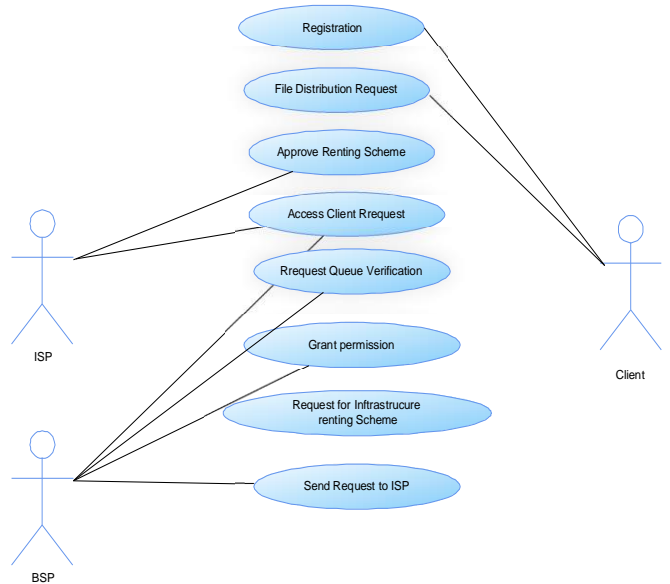 Registration
File Distribution Request
Approve Renting Scheme
Access Client Rrequest
Rrequest Queue Verification
Grant permission
ISP
Client
Request for Inftrastrucure
renting Scheme
Send Request to ISP
BSP